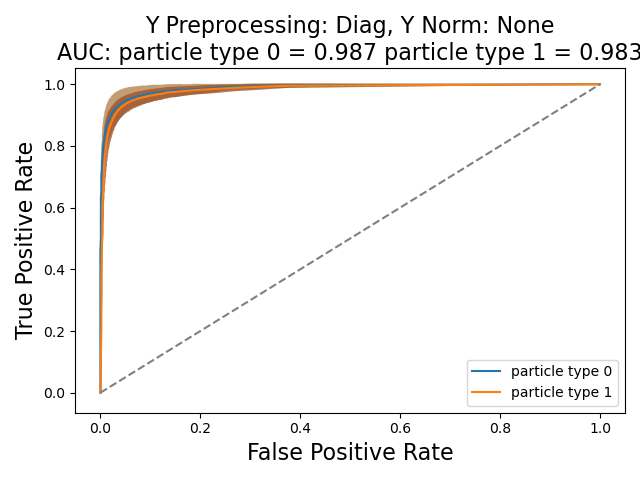 Y Preprocessing: Diag, Y Norm: None
AUC: particle type 0 = 0.987 particle type 1 = 0.983
1.0
0.8
0.6
0.4
0.2
0.0
True Positive Rate
particle type 0
particle type 1
0.0 0.2 0.4 0.6 0.8 1.0
False Positive Rate